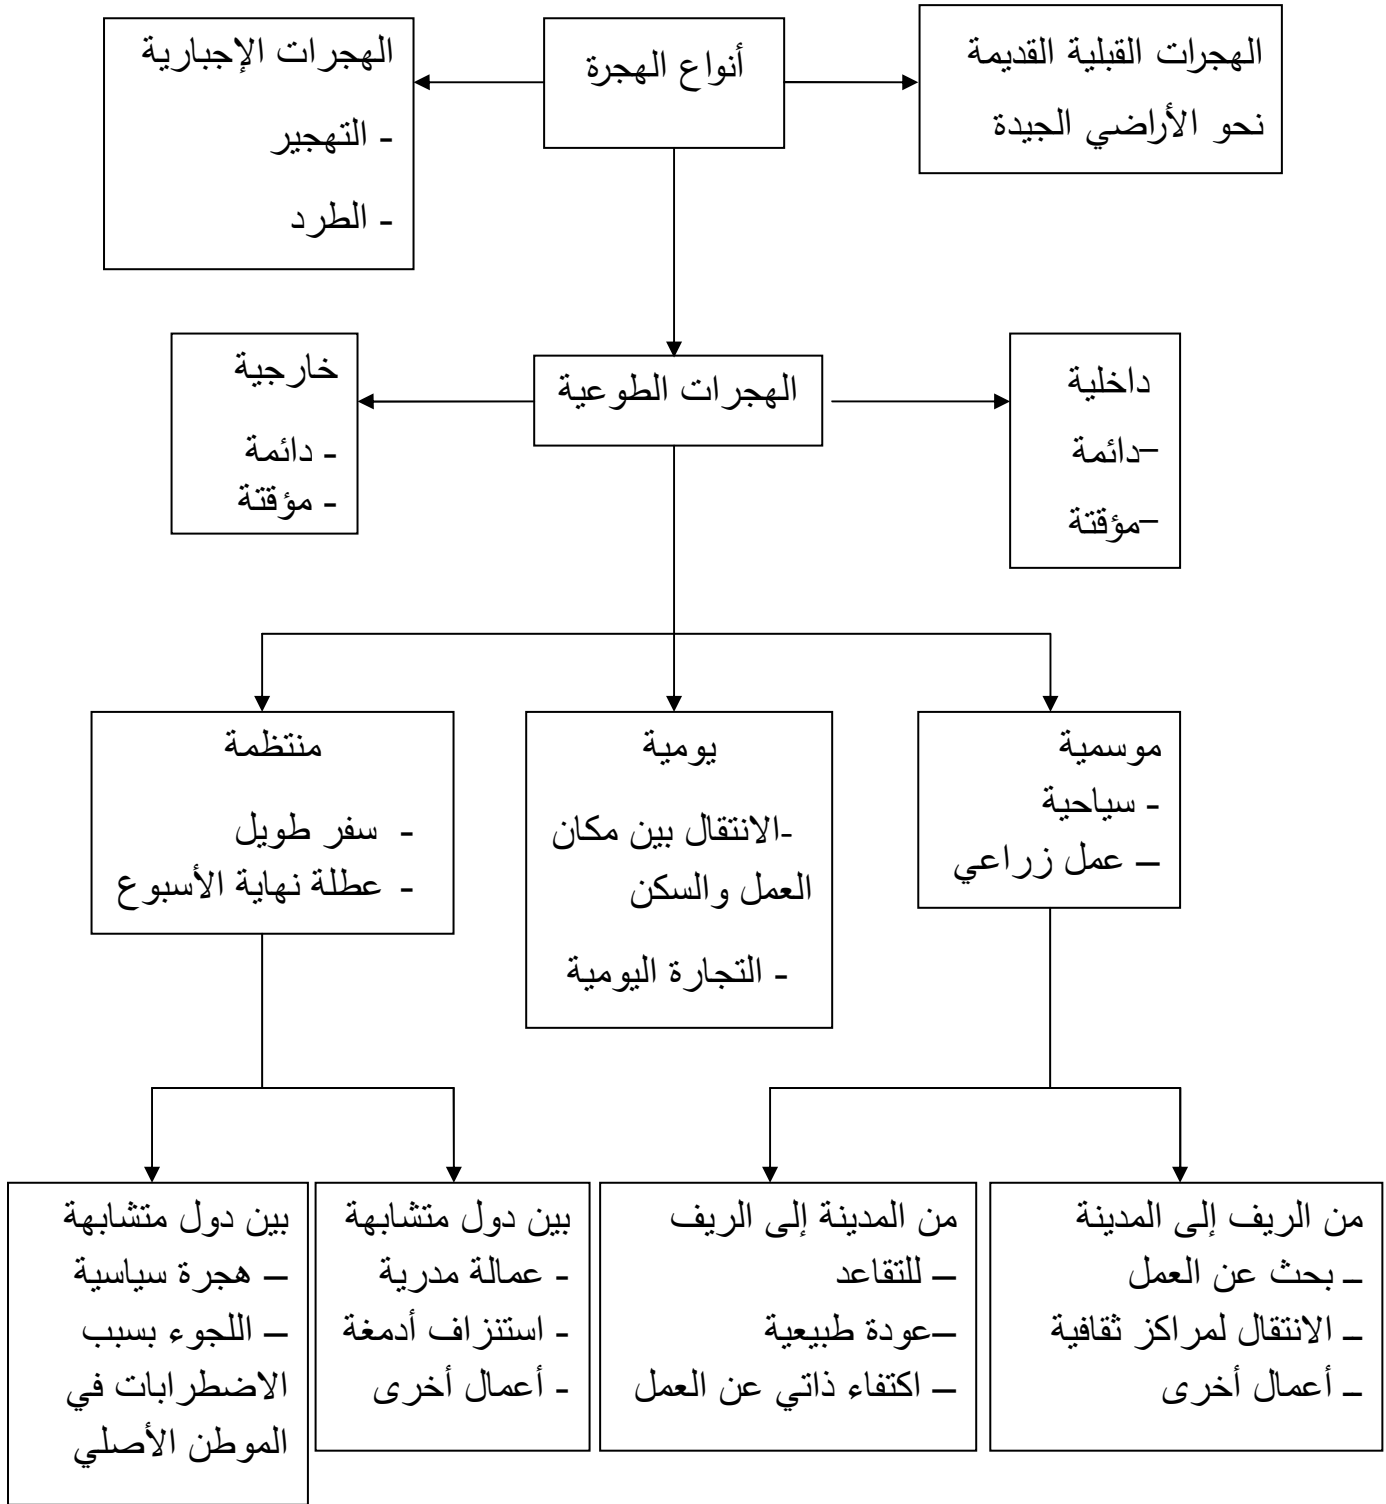 أنواع الهجرة
الهجرات القبلية القديمة
نحو الأراضي الجيدة
الهجرات الإجبارية
- التهجير
- الطرد
الهجرات الطوعية
داخلية
–دائمة
–مؤقتة
خارجية
- دائمة
- مؤقتة
موسمية
- سياحية
– عمل زراعي
يومية
-الانتقال بين مكان
العمل والسكن
- التجارة اليومية
منتظمة
- سفر طويل
- عطلة نهاية الأسبوع
من الريف إلى المدينة
– بحث عن العمل
– الانتقال لمراكز ثقافية
– أعمال أخرى
من المدينة إلى الريف
– للتقاعد
–عودة طبيعية
– اكتفاء ذاتي عن العمل
بين دول متشابهة
- عمالة مدرية
- استنزاف أدمغة
- أعمال أخرى
بين دول متشابهة
– هجرة سياسية
– اللجوء بسبب
الاضطرابات في
الموطن الأصلي